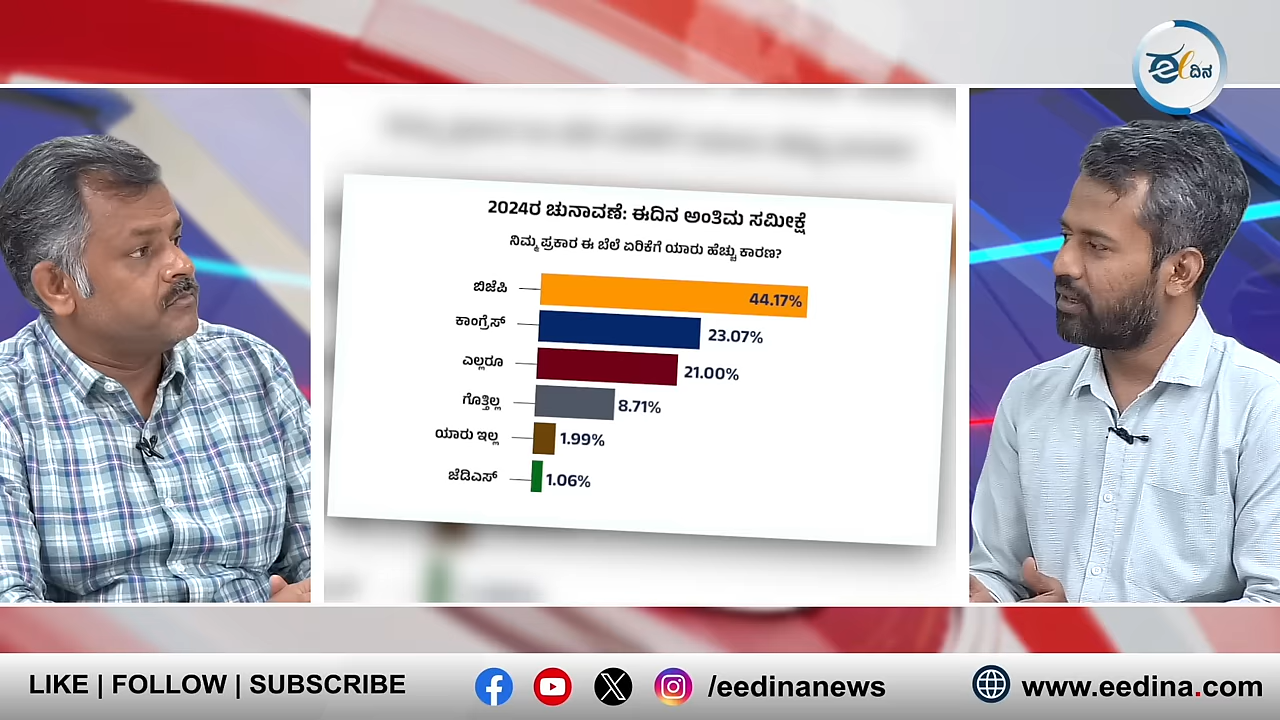 ಈದಿನ
2024ರ ಚುನಾವಣೆ: ಈದಿನ ಅಂತಿಮ ಸಮೀಕ್ಷೆ
ನಿಮ್ಮ ಪ್ರಕಾರ ಈ ಬೆಲೆ ಏರಿಕೆಗೆ ಯಾರು ಹೆಚ್ಚು ಕಾರಣ?
ಬಿಜೆಪಿ 44.17%
ಕಾಂಗ್ರೆಸ್ 23.07%
ಎಲ್ಲರೂ 21.00%
ಗೊತ್ತಿಲ್ಲ 8.71%
ಯಾರು ಇಲ್ಲ 1.99%
ಜೆಡಿಎಸ್ 1.06%
LIKE | FOLLOW | SUBSCRIBE /eedinanews www.eedina.com